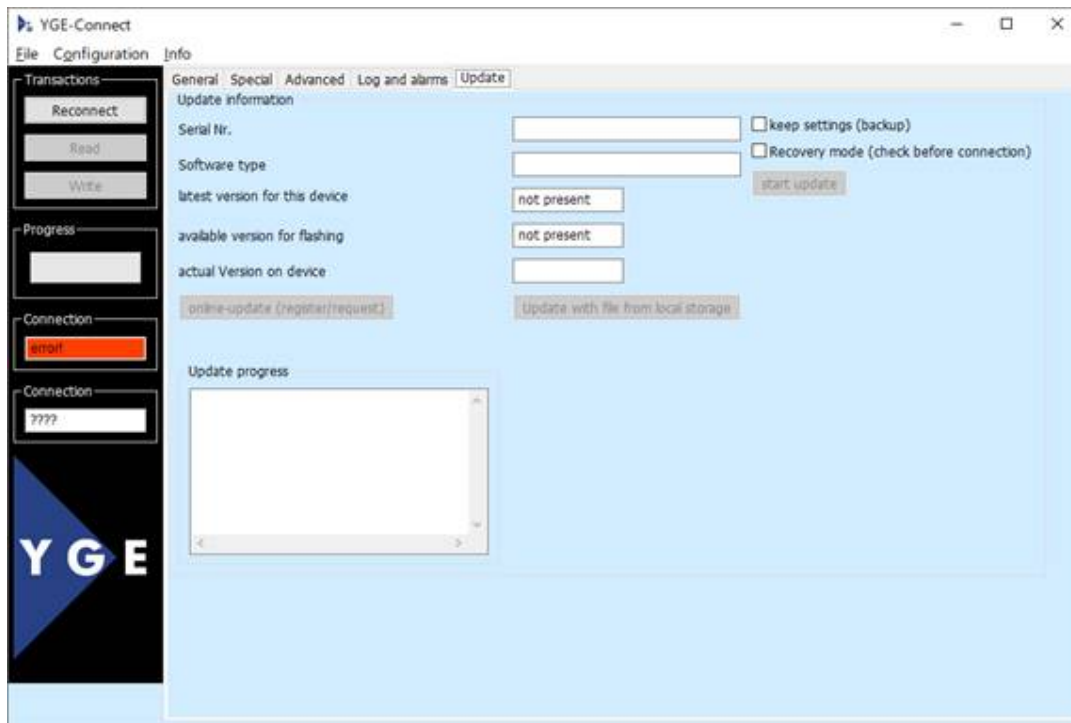 YGE-Connect
File Configuration Info
Transactions
Reconnect
Read
Write
Progress
Connection
error!
Connection
????
Y G E
General Special Advanced Log and alarms Update
Update information
Serial Nr.
keep settings (backup)
Recovery mode (check before connection)
Software type
start update
latest version for this device
not present
available version for flashing
not present
actual Version on device
online-update (register/request)
Update with file from local storage
Update progress